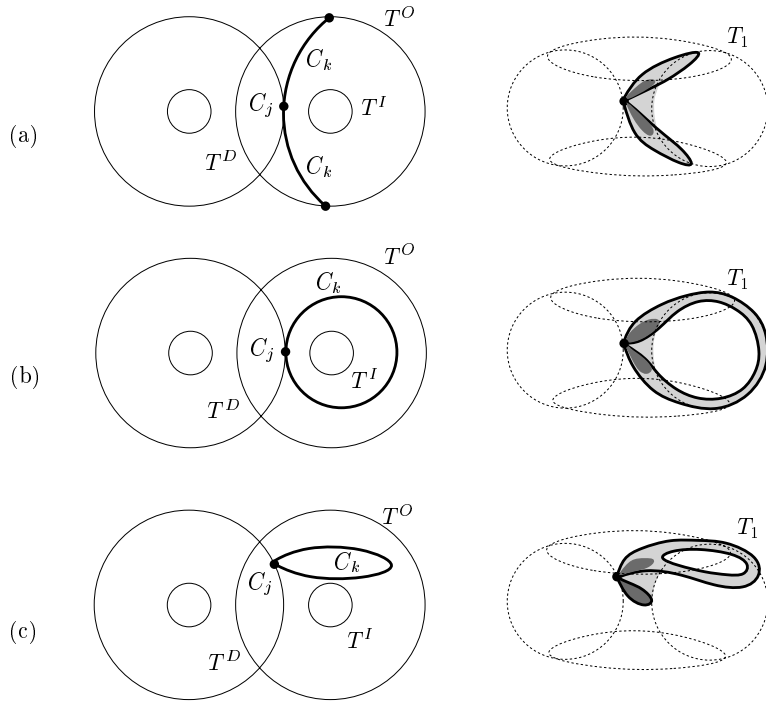 (a)
T^O
C_k
C_j
T^I
T^D
C_k
T_1
(b)
T^O
C_k
C_j
T^I
T^D
T_1
(c)
T^O
C_k
C_j
T^I
T^D
T_1